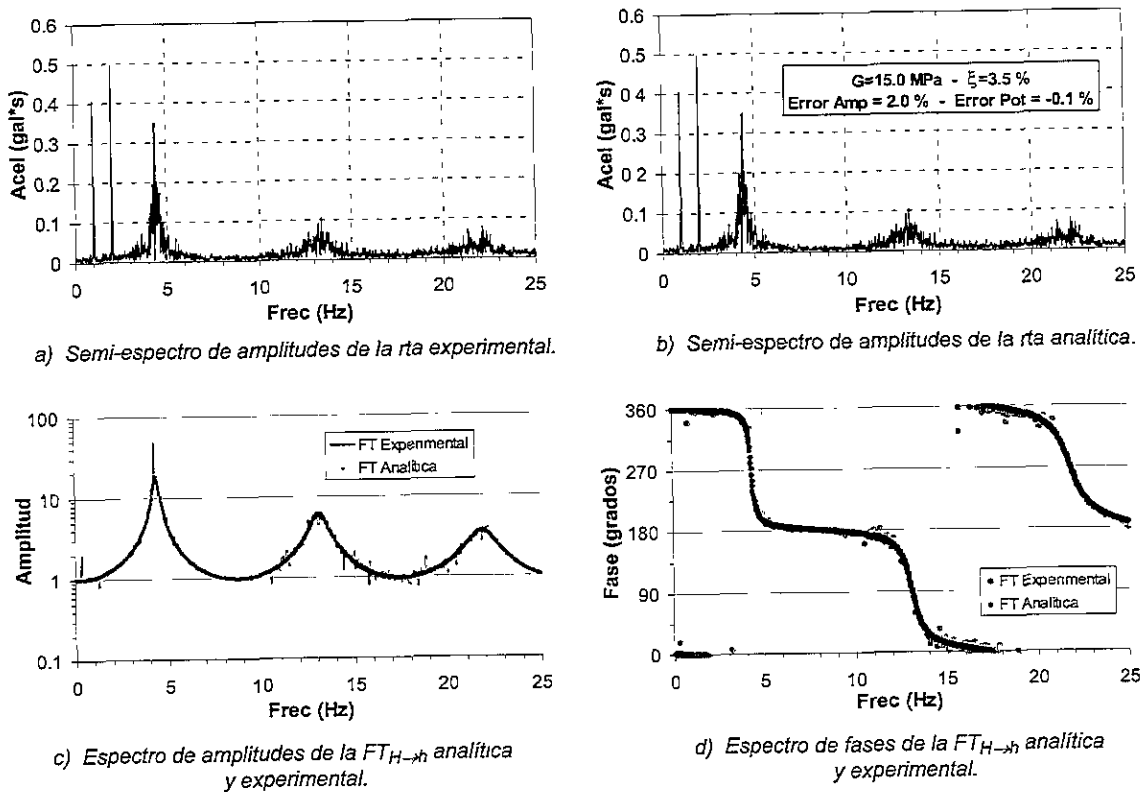 0.6
0.5
0.4
0.3
0.2
0.1
0
Acel (gal*s)
0 5 10 15 20 25
Frec (Hz)
a) Semi-espectro de amplitudes de la rta experimental.
0.6
0.5
0.4
0.3
0.2
0.1
0
Acel (gal*s)
G=15.0 MPa - ξ=3.5 %
Error Amp = 2.0 % - Error Pot = -0.1 %
0 5 10 15 20 25
Frec (Hz)
b) Semi-espectro de amplitudes de la rta analítica.
100
10
1
0.1
Amplitud
FT Experimental
FT Analítica
0 5 10 15 20 25
Frec (Hz)
c) Espectro de amplitudes de la FT_H→h analítica
y experimental.
360
270
180
90
0
Fase (grados)
FT Experimental
FT Analítica
0 5 10 15 20 25
Frec (Hz)
d) Espectro de fases de la FT_H→h analítica
y experimental.